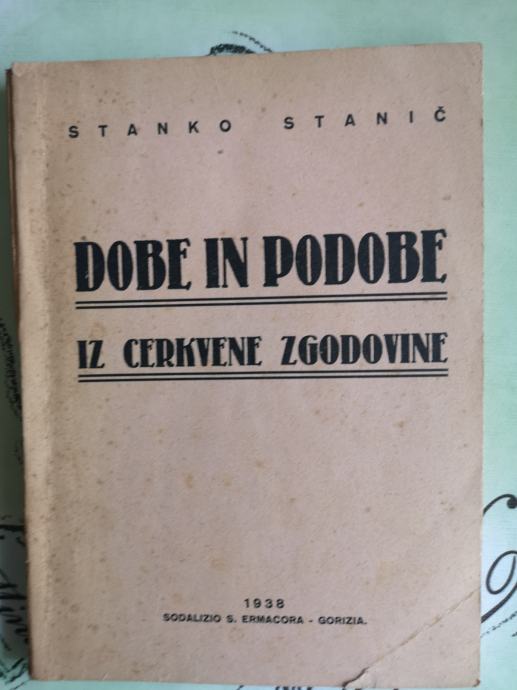 STANKO STANIČ
DOBE IN PODOBE
IZ CERKVENE ZGODOVINE
1938
SODALIZIO S. ERMACORA - GORIZIA.